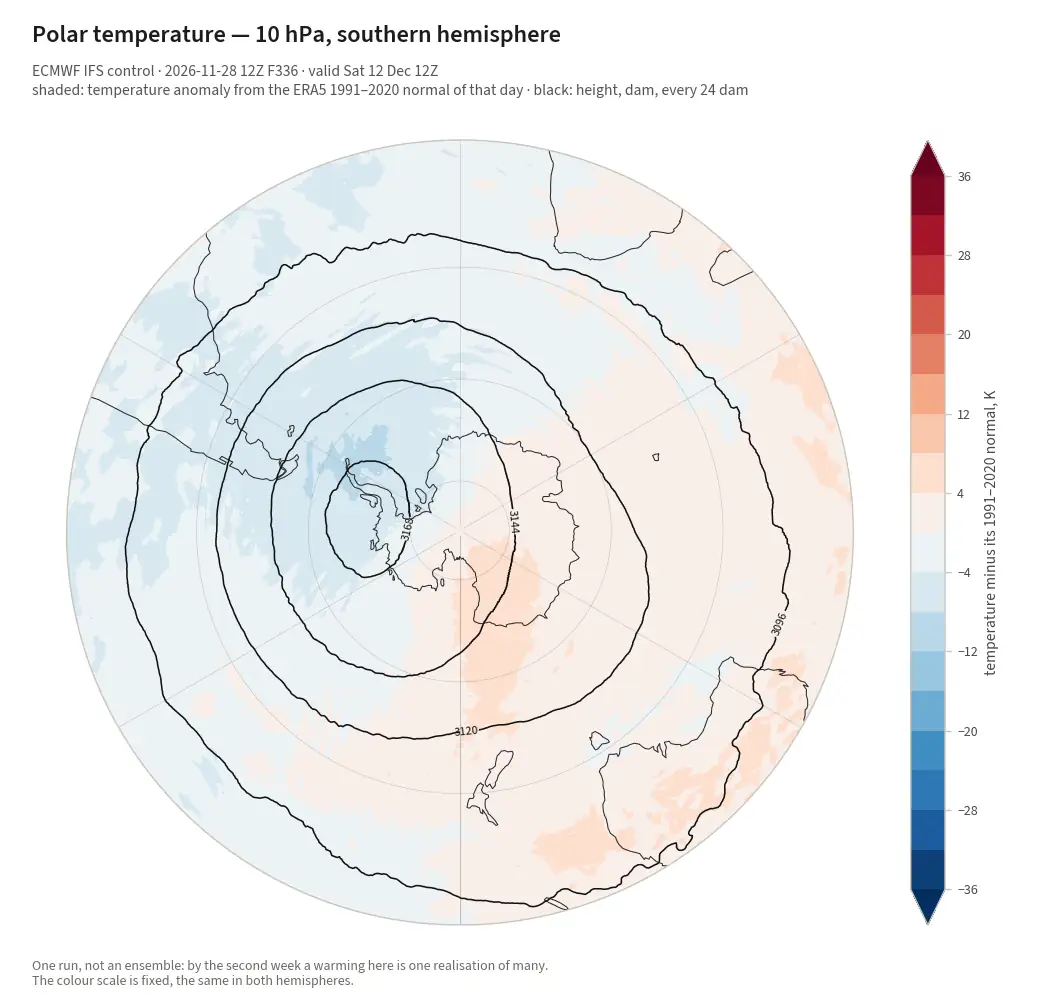 Polar temperature — 10 hPa, southern hemisphere
ECMWF IFS control · 2026-11-28 12Z F336 · valid Sat 12 Dec 12Z
shaded: temperature anomaly from the ERA5 1991–2020 normal of that day · black: height, dam, every 24 dam
36
28
20
12
4
−4
−12
−20
−28
−36
temperature minus its 1991–2020 normal, K
3168
3144
3096
3120
One run, not an ensemble: by the second week a warming here is one realisation of many.
The colour scale is fixed, the same in both hemispheres.